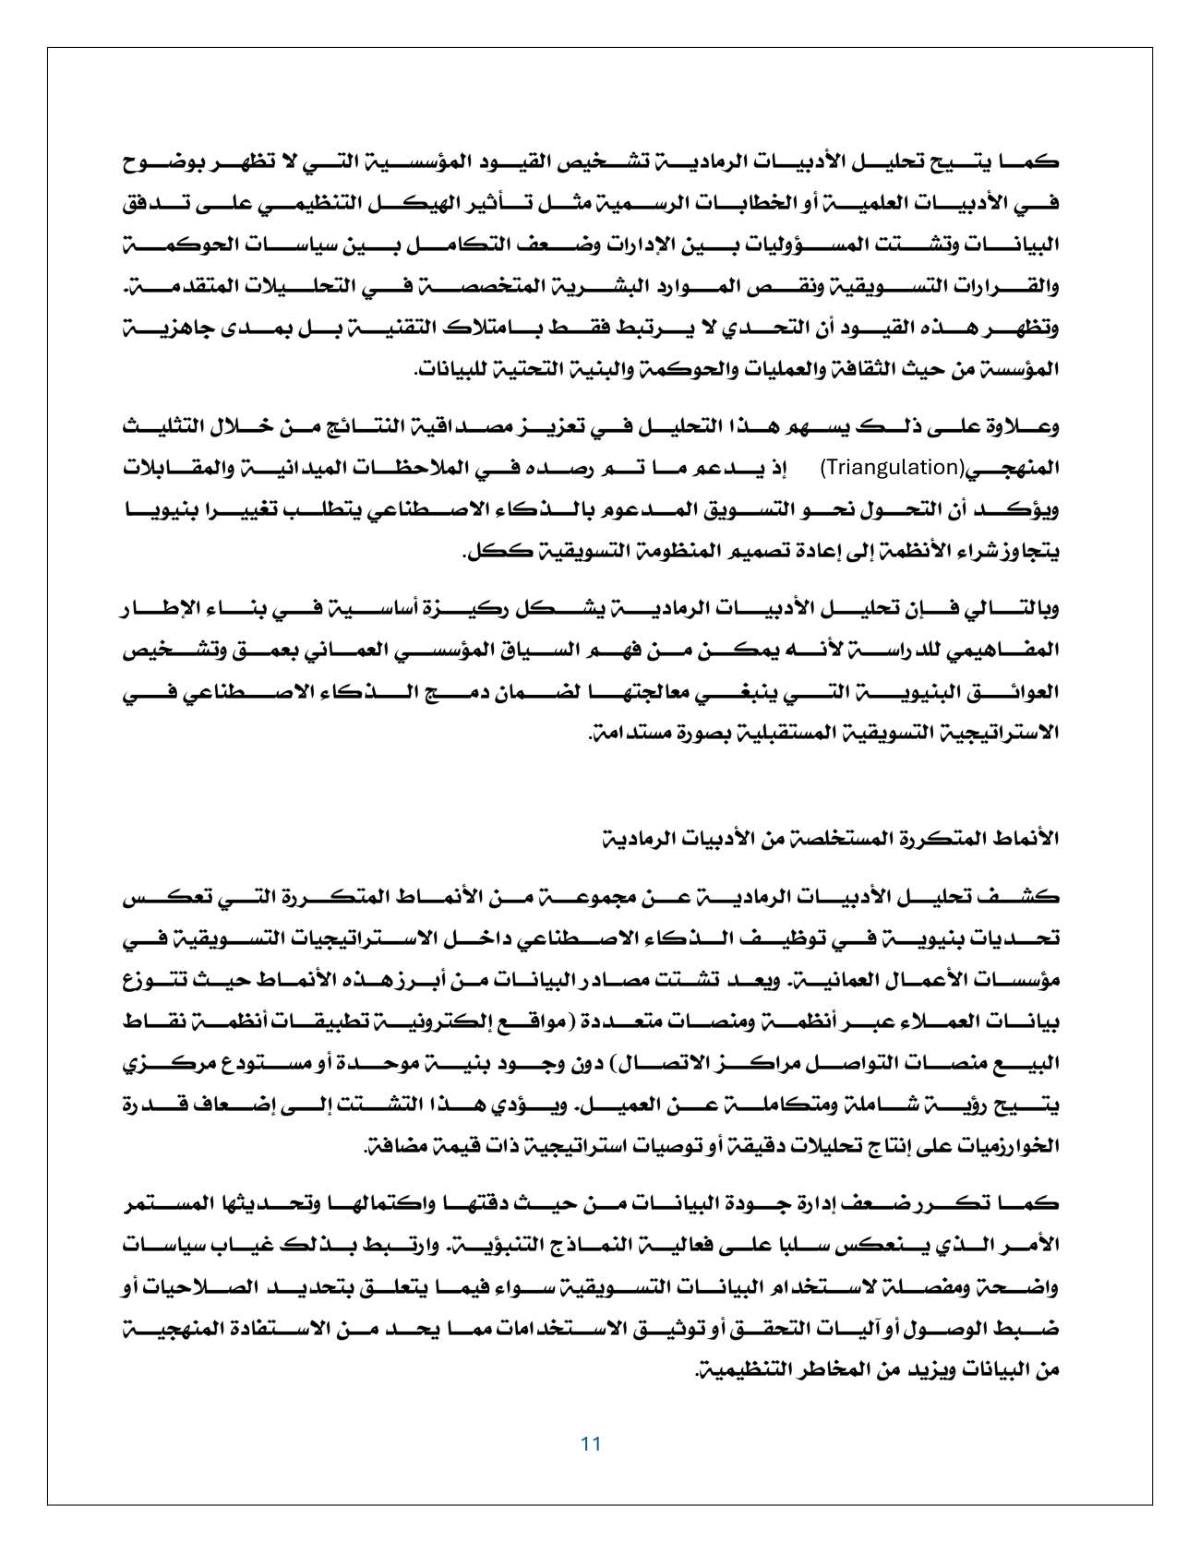 كما يتيح تحليل الأدبيات الرمادية تشخيص القيود المؤسسية التي لا تظهر بوضوح
في الأدبيات العلمية أو الخطابات الرسمية مثل تأثير الهيكل التنظيمي على تدفق
البيانات وتشتت المسؤوليات بين الإدارات وضعف التكامل بين سياسات الحوكمة
والقرارات التسويقية ونقص الموارد البشرية المتخصصة في التحليلات المتقدمة.
وتظهر هذه القيود أن التحدي لا يرتبط فقط بامتلاك التقنية بل بمدى جاهزية
المؤسسة من حيث الثقافة والعمليات والحوكمة والبنية التحتية للبيانات.
وعلاوة على ذلك يسهم هذا التحليل في تعزيز مصداقية النتائج من خلال التثليث
المنهجي(Triangulation) إذ يدعم ما تم رصده في الملاحظات الميدانية والمقابلات
ويؤكد أن التحول نحو التسويق المدعوم بالذكاء الاصطناعي يتطلب تغييرا بنيويا
يتجاوز شراء الأنظمة إلى إعادة تصميم المنظومة التسويقية ككل.
وبالتالي فإن تحليل الأدبيات الرمادية يشكل ركيزة أساسية في بناء الإطار
المفاهيمي للدراسة لأنه يمكن من فهم السياق المؤسسي العماني بعمق وتشخيص
العوائق البنيوية التي ينبغي معالجتها لضمان دمج الذكاء الاصطناعي في
الاستراتيجية التسويقية المستقبلية بصورة مستدامة.
الأنماط المتكررة المستخلصة من الأدبيات الرمادية
كشف تحليل الأدبيات الرمادية عن مجموعة من الأنماط المتكررة التي تعكس
تحديات بنيوية في توظيف الذكاء الاصطناعي داخل الاستراتيجيات التسويقية في
مؤسسات الأعمال العمانية. ويعد تشتت مصادر البيانات من أبرز هذه الأنماط حيث تتوزع
بيانات العملاء عبر أنظمة ومنصات متعددة (مواقع إلكترونية تطبيقات أنظمة نقاط
البيع منصات التواصل مراكز الاتصال) دون وجود بنية موحدة أو مستودع مركزي
يتيح رؤية شاملة ومتكاملة عن العميل. ويؤدي هذا التشتت إلى إضعاف قدرة
الخوارزميات على إنتاج تحليلات دقيقة أو توصيات استراتيجية ذات قيمة مضافة.
كما تكرر ضعف إدارة جودة البيانات من حيث دقتها واكتمالها وتحديثها المستمر
الأمر الذي ينعكس سلبا على فعالية النماذج التنبؤية. وارتبط بذلك غياب سياسات
واضحة ومفصلة لاستخدام البيانات التسويقية سواء فيما يتعلق بتحديد الصلاحيات أو
ضبط الوصول أو آليات التحقق أو توثيق الاستخدامات مما يحد من الاستفادة المنهجية
من البيانات ويزيد من المخاطر التنظيمية.
11